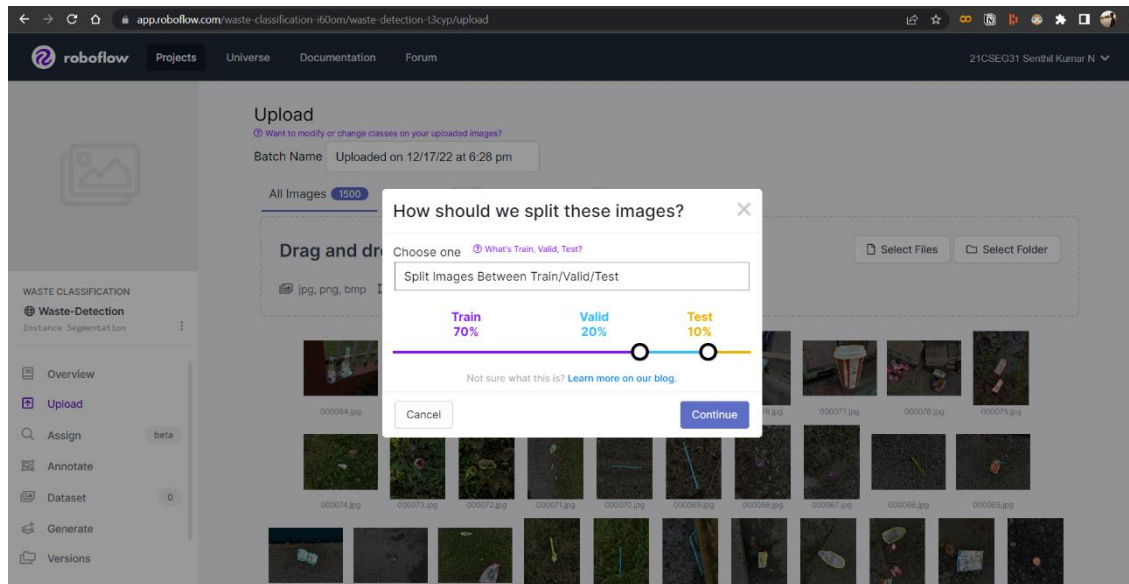 app.roboflow.com/waste-classification-i60om/waste-detection-t3cyp/upload
roboflow Projects Universe Documentation Forum 21CSEG31 Senthil Kumar N
Upload
Want to modify or change classes on your uploaded images?
Batch Name Uploaded on 12/17/22 at 6:28 pm
All Images 1500
How should we split these images?
Drag and dr
Choose one What's Train, Valid, Test?
Select Files Select Folder
Split Images Between Train/Valid/Test
jpg, png, bmp
WASTE CLASSIFICATION
Waste-Detection
Instance Segmentation
Train Valid Test
70% 20% 10%
Not sure what this is? Learn more on our blog.
Overview
Upload
Assign beta
Annotate
Dataset 0
Generate
Versions
Cancel Continue
000084.jpg 000077.jpg 000076.jpg 000075.jpg
000074.jpg 000073.jpg 000072.jpg 000071.jpg 000070.jpg 000069.jpg 000068.jpg 000067.jpg 000066.jpg 000065.jpg